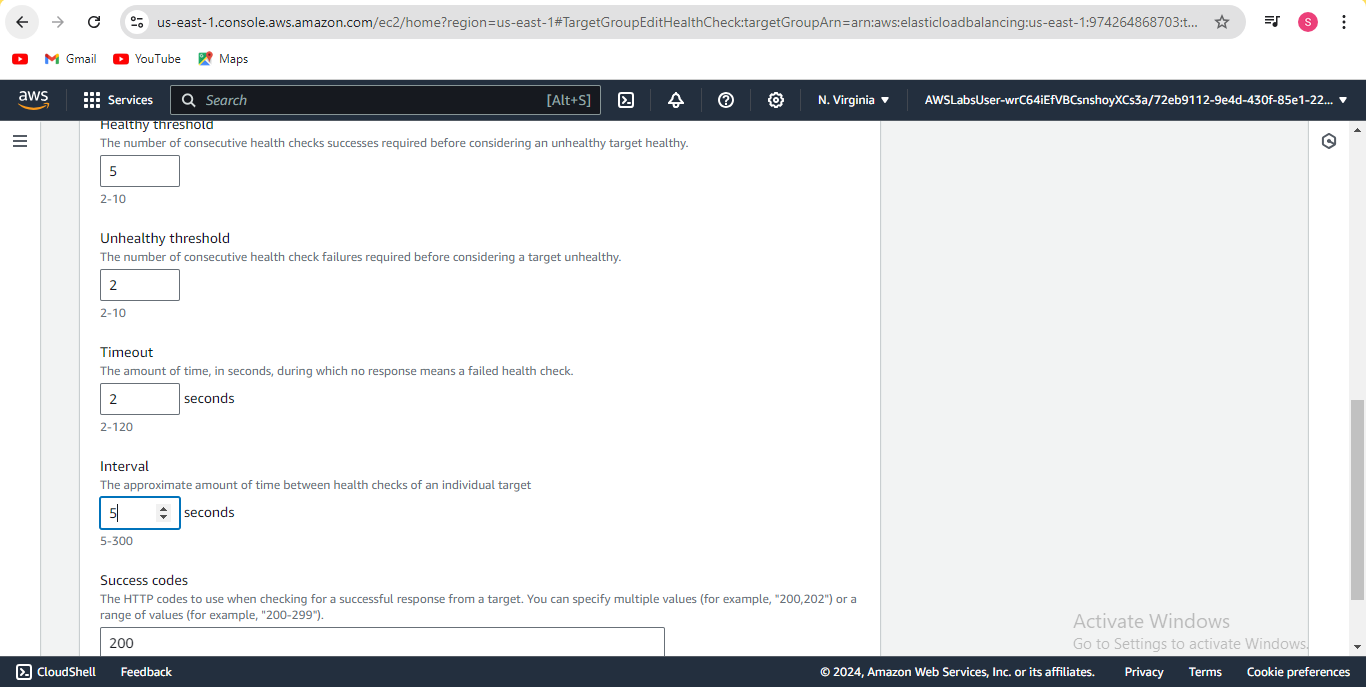 us-east-1.console.aws.amazon.com/ec2/home?region=us-east-1#TargetGroupEditHealthCheck:targetGroupArn=arn:aws:elasticloadbalancing:us-east-1:974264868703:t...
S
Gmail YouTube Maps
aws Services Search [Alt+S] N. Virginia AWSLabsUser-wrC64iEfVBCsnshoyXCs3a/72eb9112-9e4d-430f-85e1-22...
Healthy threshold
The number of consecutive health checks successes required before considering an unhealthy target healthy.
5
2-10
Unhealthy threshold
The number of consecutive health check failures required before considering a target unhealthy.
2
2-10
Timeout
The amount of time, in seconds, during which no response means a failed health check.
2 seconds
2-120
Interval
The approximate amount of time between health checks of an individual target
5 seconds
5-300
Success codes
The HTTP codes to use when checking for a successful response from a target. You can specify multiple values (for example, "200,202") or a
range of values (for example, "200-299").
200
Activate Windows
Go to Settings to activate Windows.
CloudShell Feedback © 2024, Amazon Web Services, Inc. or its affiliates. Privacy Terms Cookie preferences